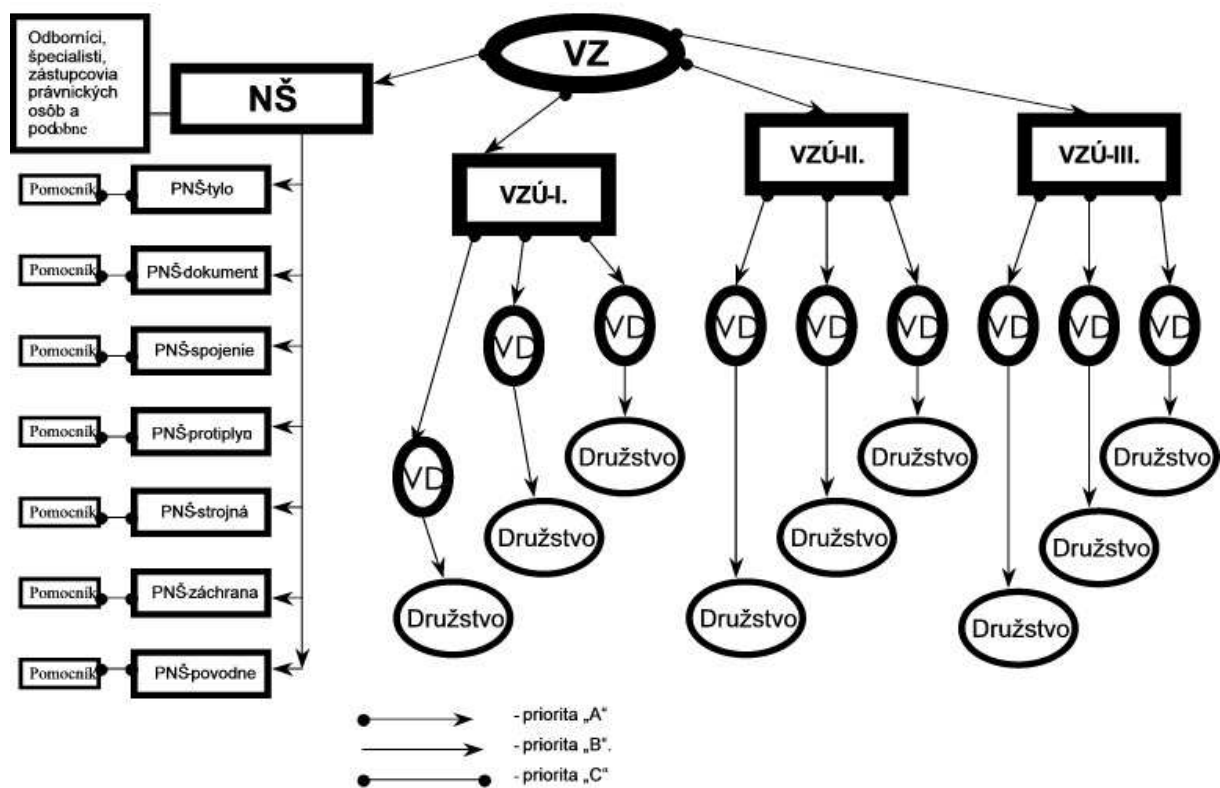 Odborníci,
špecialisti,
zástupcovia
právnických
osôb a
podobne
NŠ
VZ
VZÚ-I.
VZÚ-II.
VZÚ-III.
Pomocník
PNŠ-tylo
Pomocník
PNŠ-dokument
Pomocník
PNŠ-spojenie
Pomocník
PNŠ-protiplyn
Pomocník
PNŠ-strojná
Pomocník
PNŠ-záchrana
Pomocník
PNŠ-povodne
VD
VD
VD
Družstvo
Družstvo
Družstvo
VD
VD
VD
Družstvo
Družstvo
Družstvo
VD
VD
VD
Družstvo
Družstvo
Družstvo
- priorita „A“
- priorita „B“.
- priorita „C“